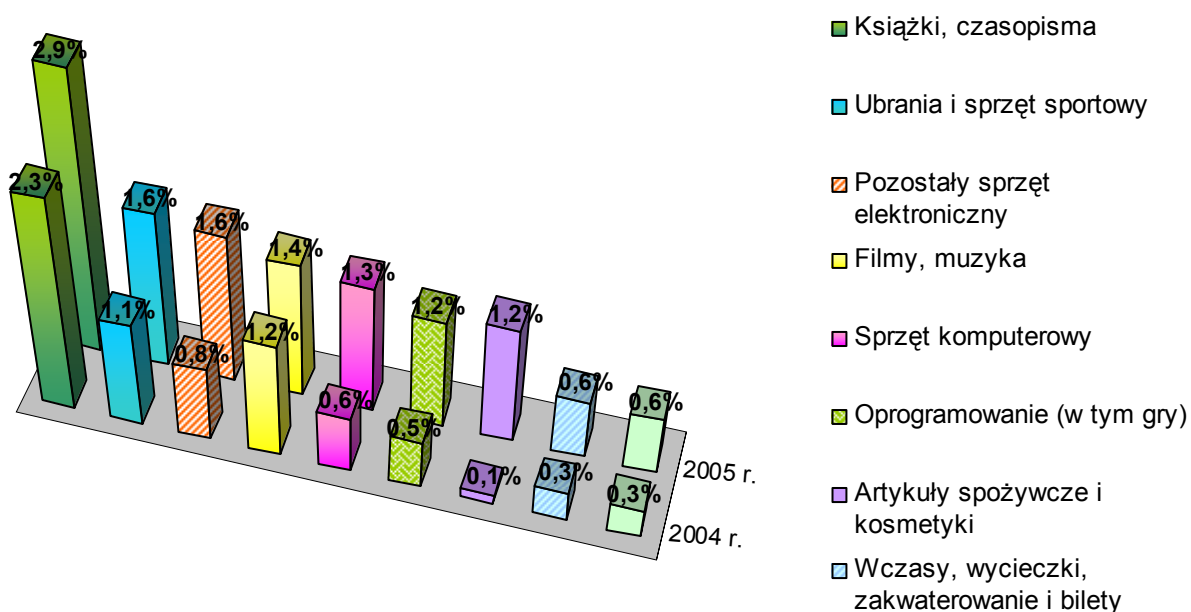 2,9%
2,3%
1,6%
1,1%
1,6%
0,8%
1,4%
1,2%
1,3%
0,6%
1,2%
0,5%
1,2%
0,1%
0,6%
0,3%
0,6%
0,3%
2005 r.
2004 r.
Książki, czasopisma
Ubrania i sprzęt sportowy
Pozostały sprzęt
elektroniczny
Filmy, muzyka
Sprzęt komputerowy
Oprogramowanie (w tym gry)
Artykuły spożywcze i
kosmetyki
Wczasy, wycieczki,
zakwaterowanie i bilety